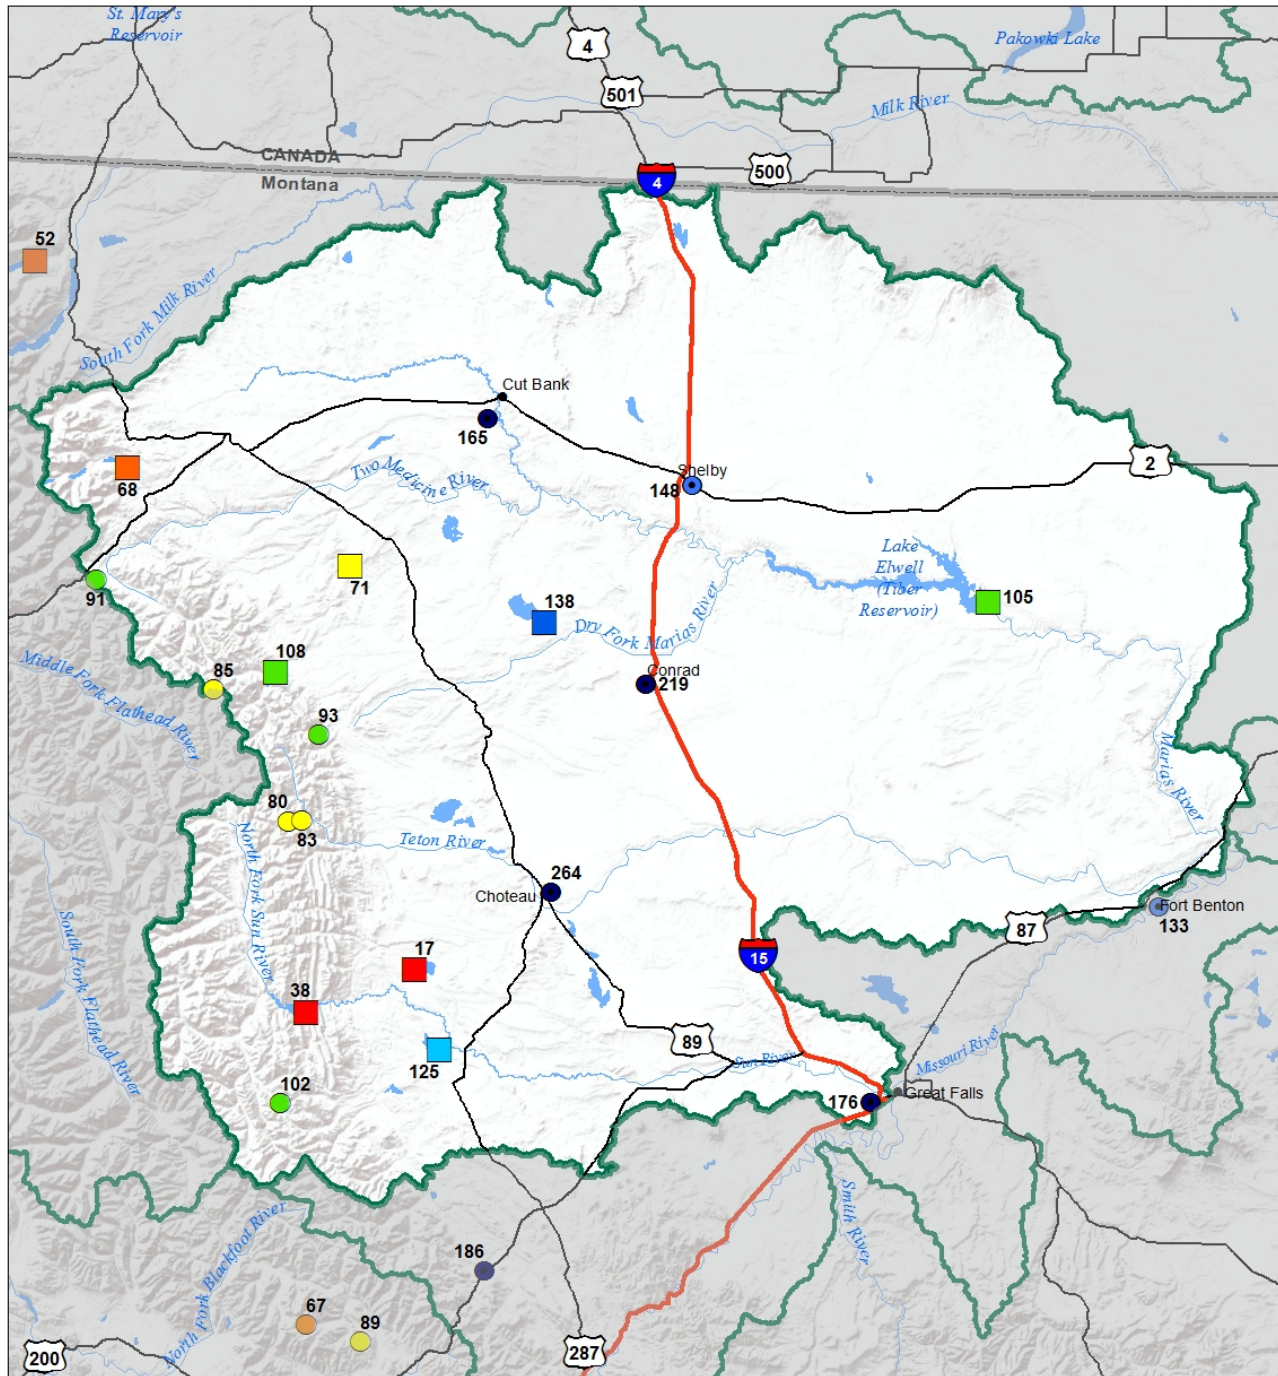 St. Mary's
Reservoir
4
Pakowki Lake
501
Milk River
CANADA
Montana
500
4
52
South Fork Milk River
Cut Bank
165
2
Shelby
148
68
Two Medicine River
Lake
Elwell
(Tiber
Reservoir)
71
91
105
138
Dry Fork Marias River
108
Conrad
219
85
Middle Fork Flathead River
93
Marias River
80
83
Teton River
North Fork Sun River
264
Choteau
Fort Benton
133
87
South Fork Flathead River
17
15
38
89
Sun River
Missouri River
125
102
176
Great Falls
Smith River
North Fork Blackfoot River
186
67
89
200
287